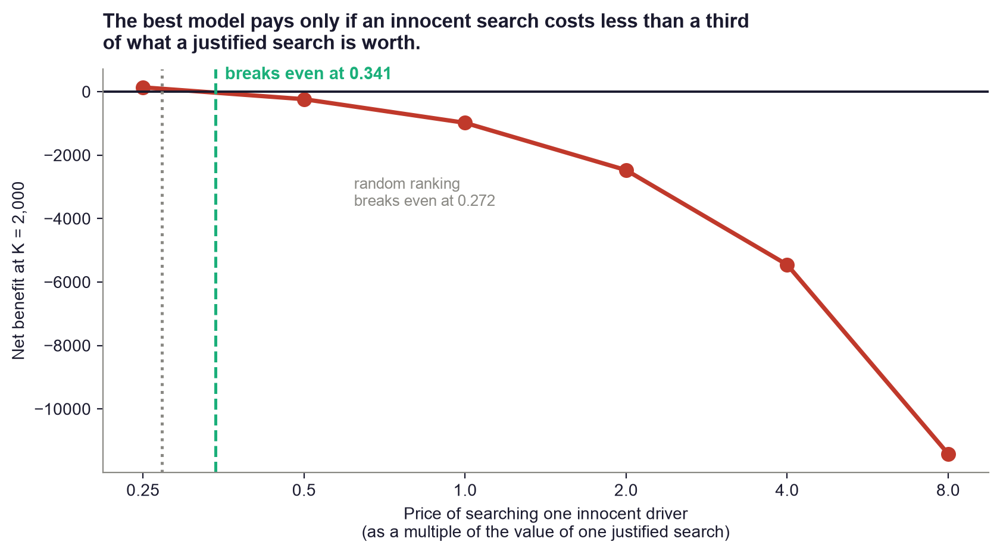 The best model pays only if an innocent search costs less than a third
of what a justified search is worth.
breaks even at 0.341
0
−2000
−4000
−6000
−8000
−10000
Net benefit at K = 2,000
random ranking
breaks even at 0.272
0.25
0.5
1.0
2.0
4.0
8.0
Price of searching one innocent driver
(as a multiple of the value of one justified search)